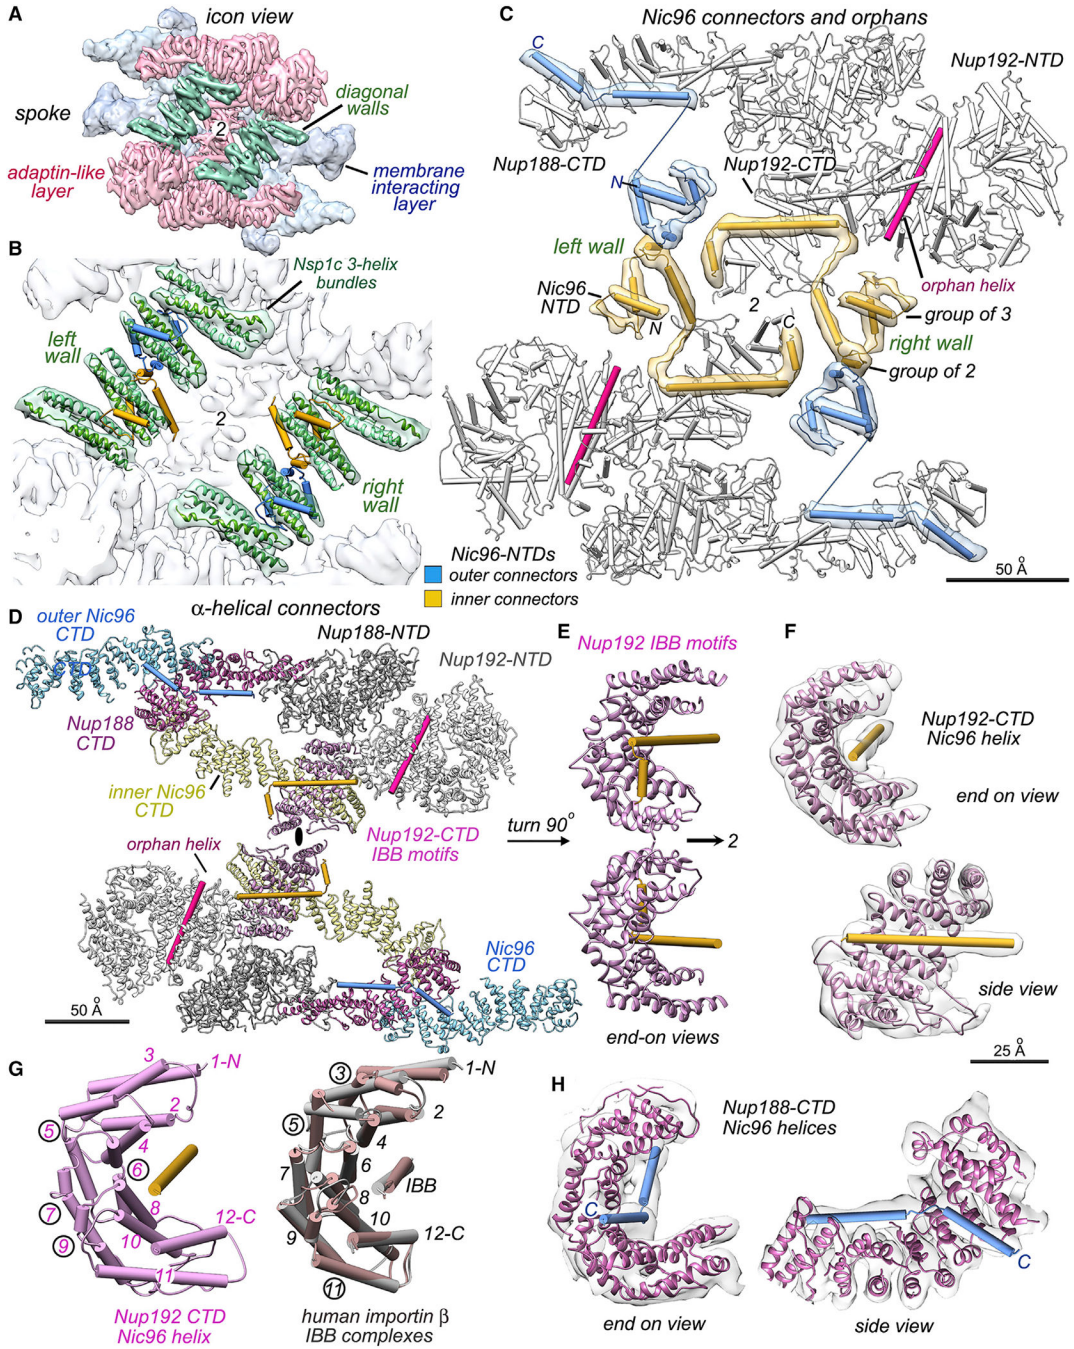 A
icon view
spoke
2
diagonal
walls
adaptin-like
layer
membrane
interacting
layer
B
Nsp1c 3-helix
bundles
left
wall
2
right
wall
C
Nic96 connectors and orphans
C
Nup192-NTD
Nup188-CTD
Nup192-CTD
N
left wall
orphan helix
Nic96
NTD
N
2
C
group of 3
right wall
group of 2
Nic96-NTDs
outer connectors
inner connectors
C
50 Å
D
α-helical connectors
outer Nic96
CTD
Nup188-NTD
Nup192-NTD
Nup188
CTD
inner Nic96
CTD
Nup192-CTD
IBB motifs
orphan helix
Nic96
CTD
50 Å
turn 90°
E
Nup192 IBB motifs
2
end-on views
F
Nup192-CTD
Nic96 helix
end on view
side view
25 Å
G
3
1-N
2
5
4
6
8
7
9
10
12-C
11
Nup192 CTD
Nic96 helix
3
1-N
2
5
4
7
6
8
IBB
10
9
12-C
11
human importin β
IBB complexes
H
Nup188-CTD
Nic96 helices
C
C
end on view
side view